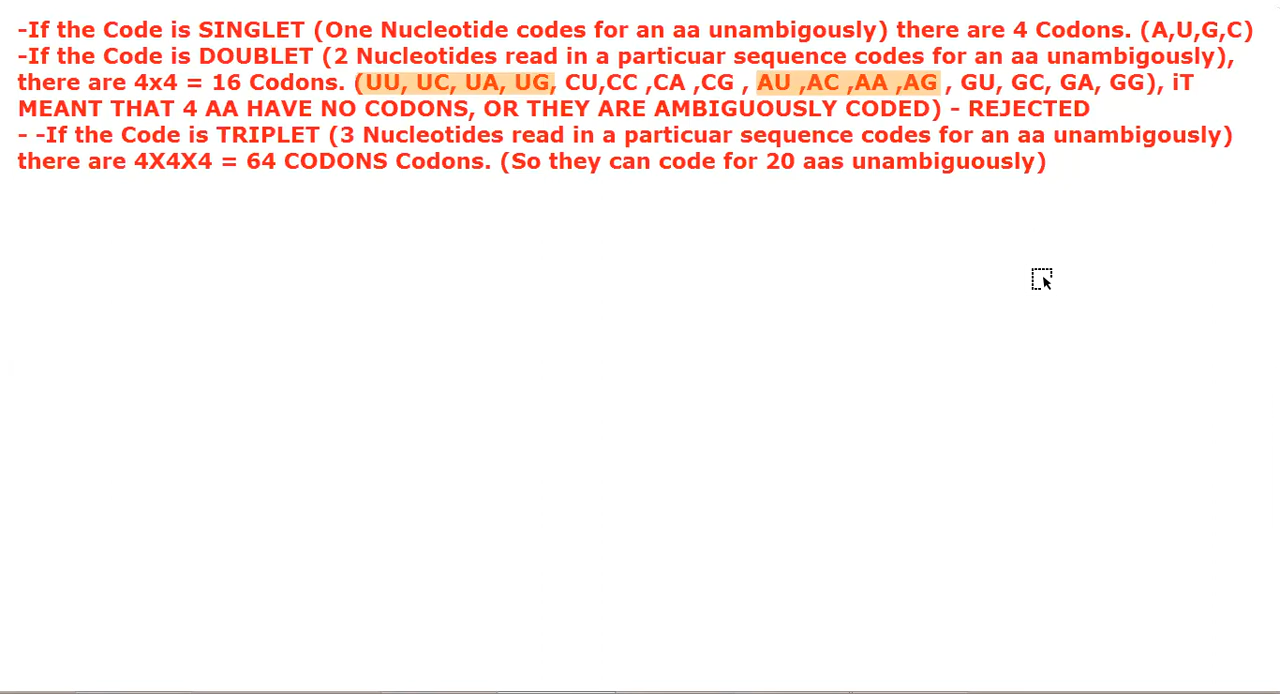 -If the Code is SINGLET (One Nucleotide codes for an aa unambigously) there are 4 Codons. (A,U,G,C)
-If the Code is DOUBLET (2 Nucleotides read in a particuar sequence codes for an aa unambigously),
there are 4x4 = 16 Codons. (UU, UC, UA, UG, CU,CC ,CA ,CG , AU ,AC ,AA ,AG , GU, GC, GA, GG), iT
MEANT THAT 4 AA HAVE NO CODONS, OR THEY ARE AMBIGUOUSLY CODED) - REJECTED
- -If the Code is TRIPLET (3 Nucleotides read in a particuar sequence codes for an aa unambigously)
there are 4X4X4 = 64 CODONS Codons. (So they can code for 20 aas unambiguously)